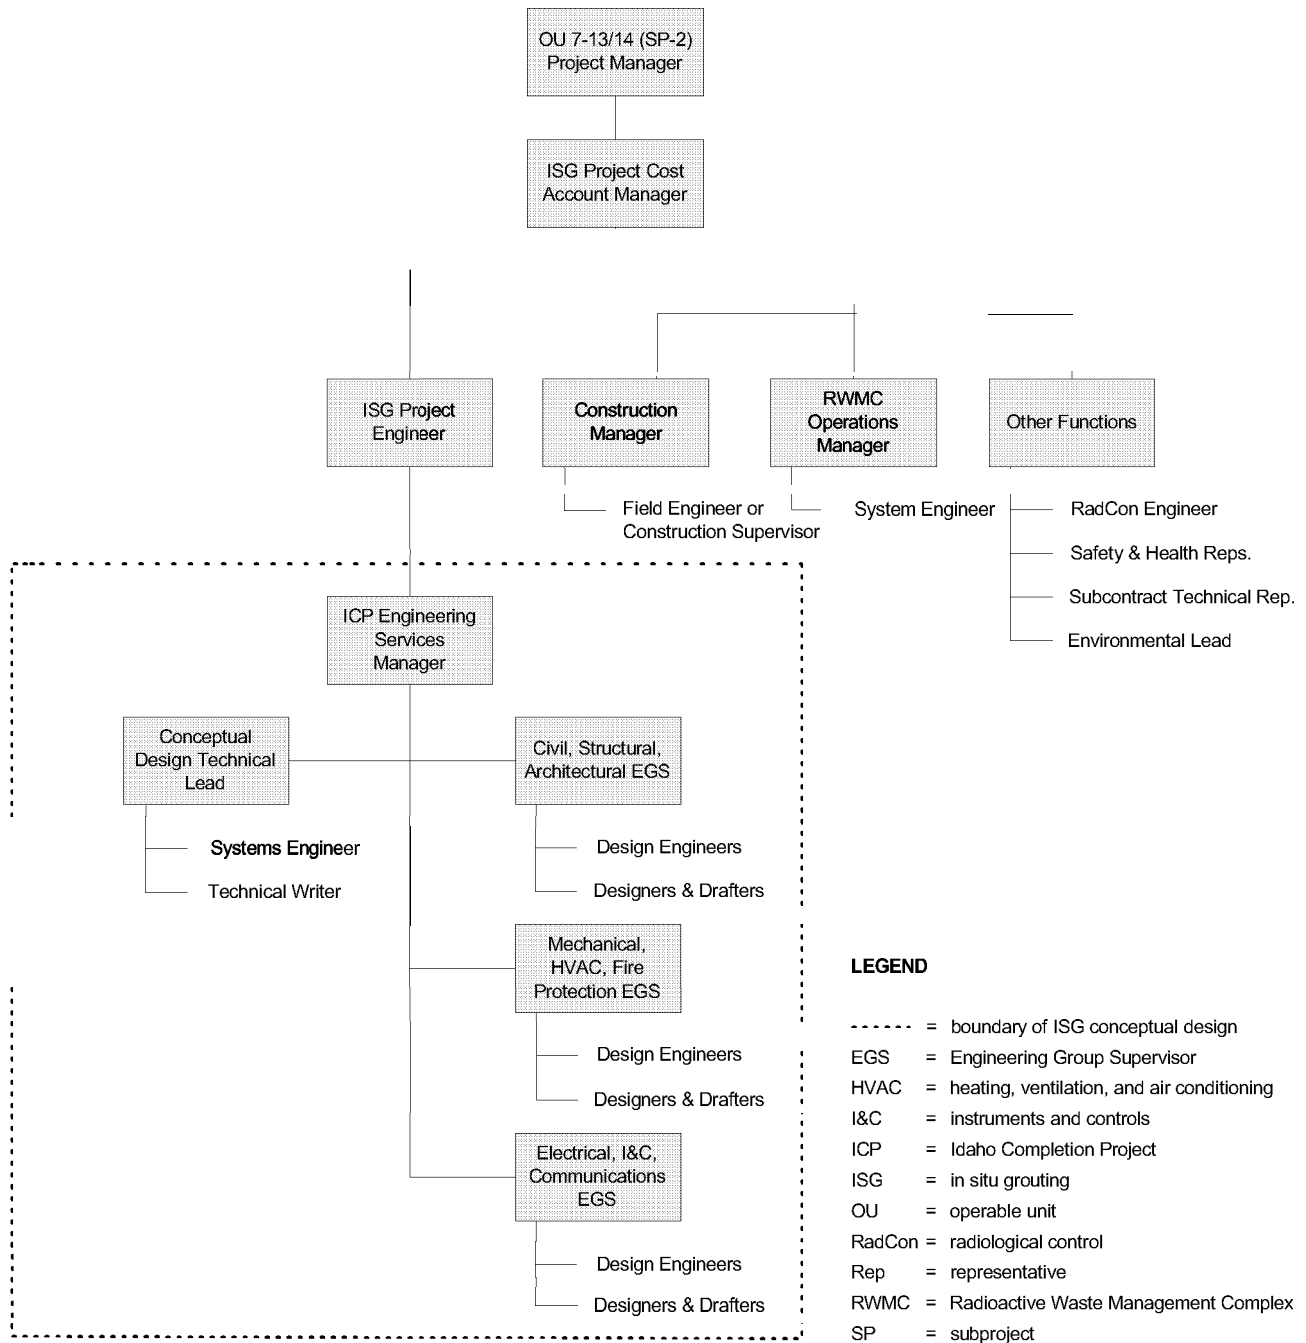 OU 7-13/14 (SP-2)
Project Manager
ISG Project Cost
Account Manager
ISG Project
Engineer
Construction
Manager
RWMC
Operations
Manager
Other Functions
Field Engineer or
Construction Supervisor
System Engineer
RadCon Engineer
Safety & Health Reps.
Subcontract Technical Rep.
Environmental Lead
ICP Engineering
Services
Manager
Conceptual
Design Technical
Lead
Systems Engineer
Technical Writer
Civil, Structural,
Architectural EGS
Design Engineers
Designers & Drafters
Mechanical,
HVAC, Fire
Protection EGS
Design Engineers
Designers & Drafters
Electrical, I&C,
Communications
EGS
Design Engineers
Designers & Drafters
LEGEND
= boundary of ISG conceptual design
EGS = Engineering Group Supervisor
HVAC = heating, ventilation, and air conditioning
I&C = instruments and controls
ICP = Idaho Completion Project
ISG = in situ grouting
OU = operable unit
RadCon = radiological control
Rep = representative
RWMC = Radioactive Waste Management Complex
SP = subproject